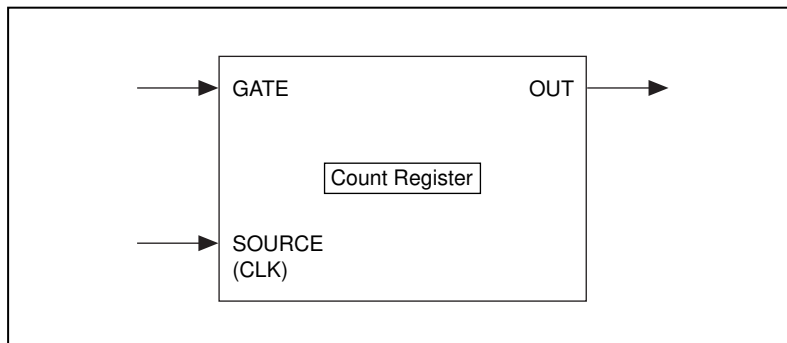 GATE
OUT
Count Register
SOURCE
(CLK)